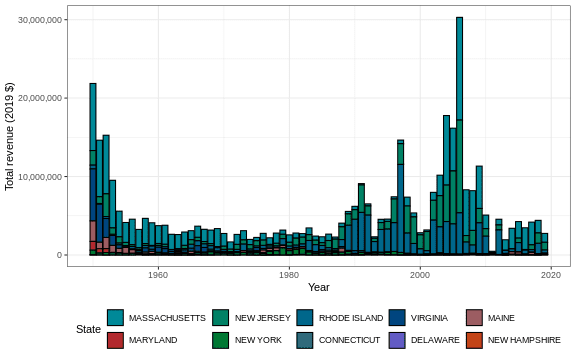 30,000,000
20,000,000
10,000,000
0
Total revenue (2019 $)
1960 1980 2000 2020
Year
State
MASSACHUSETTS NEW JERSEY RHODE ISLAND VIRGINIA MAINE
MARYLAND NEW YORK CONNECTICUT DELAWARE NEW HAMPSHIRE